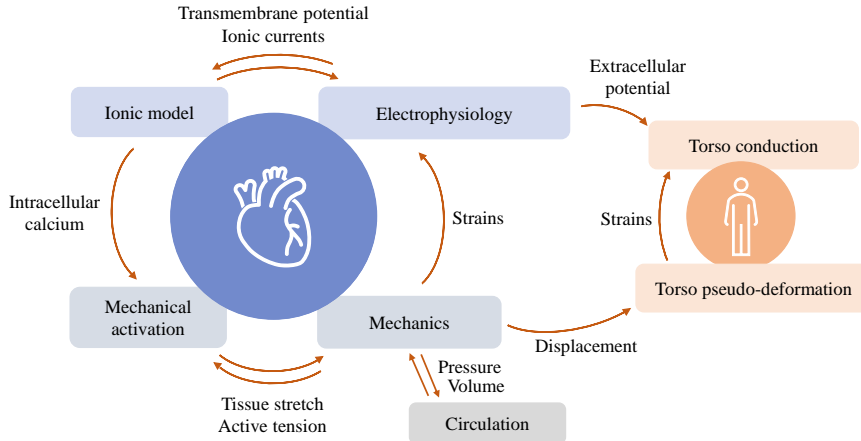 Transmembrane potential
Ionic currents
Ionic model
Electrophysiology
Extracellular
potential
Torso conduction
Intracellular
calcium
Strains
Strains
Mechanical
activation
Mechanics
Torso pseudo-deformation
Displacement
Pressure
Volume
Tissue stretch
Active tension
Circulation